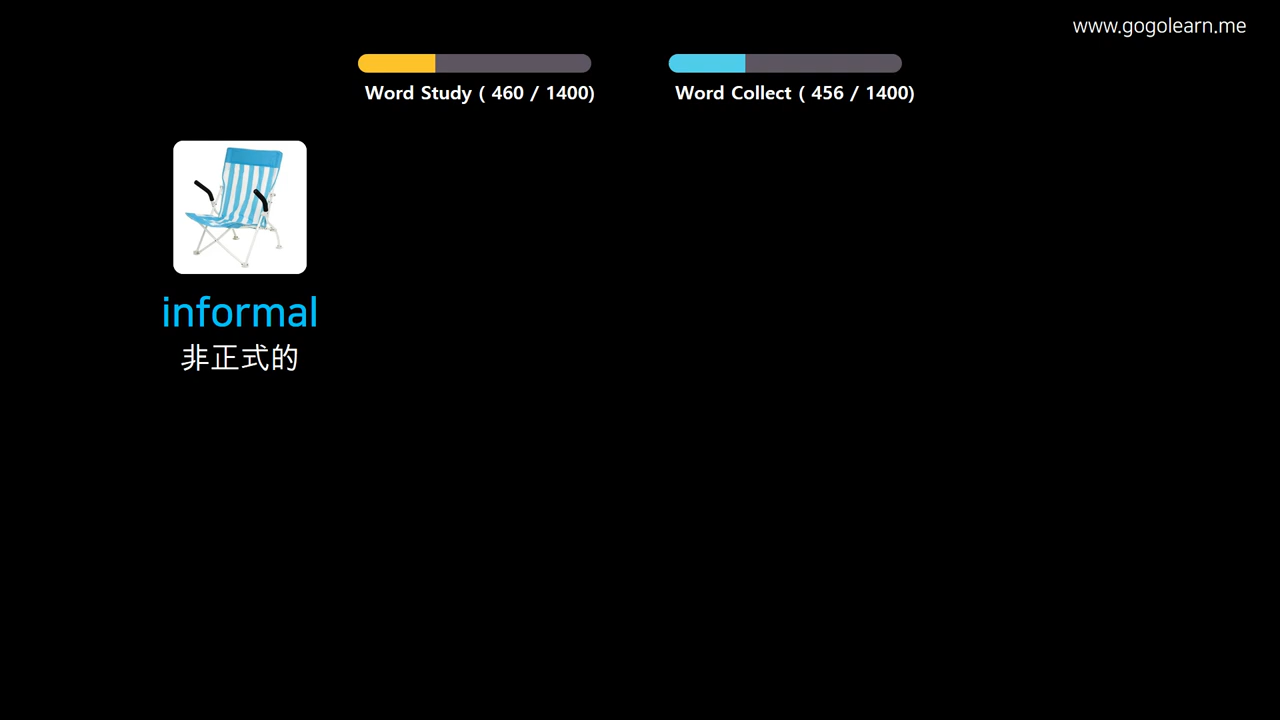 www.gogolearn.me
Word Study ( 460 / 1400)
Word Collect ( 456 / 1400)
informal
非正式的